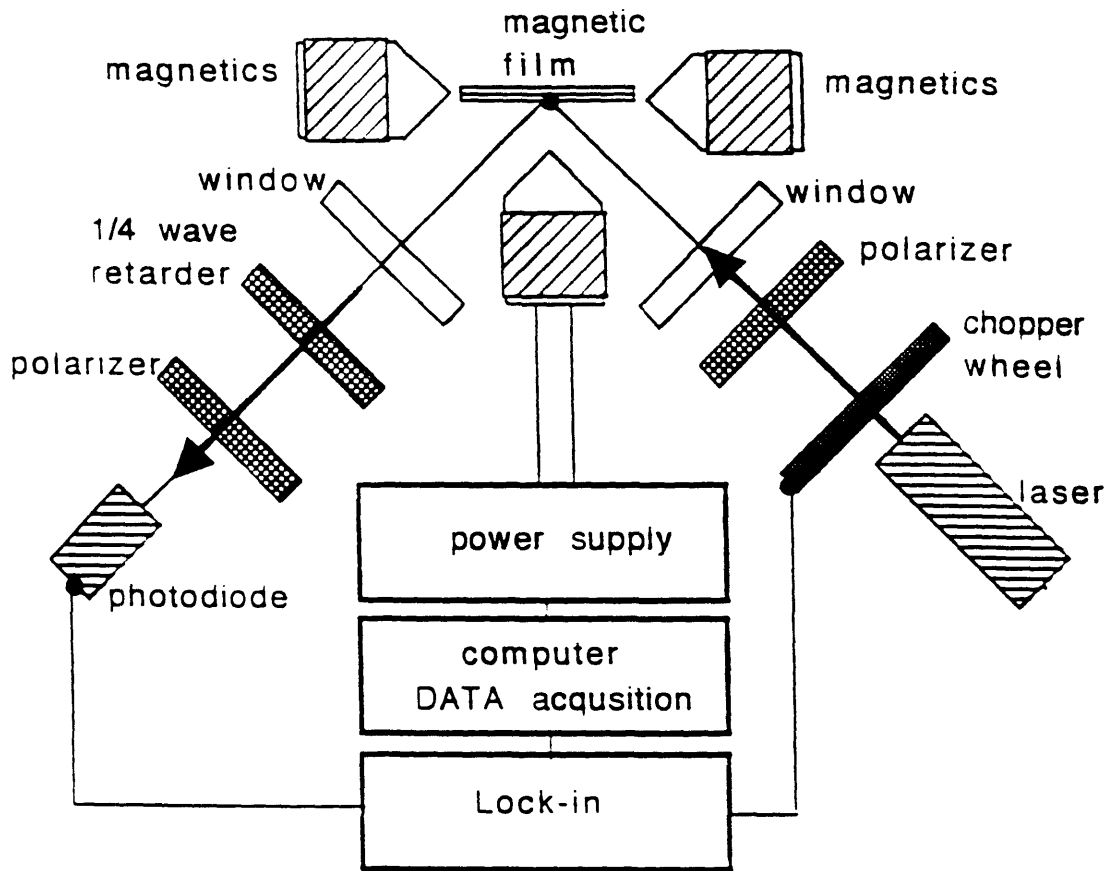 magnetic
film
magnetics
magnetics
window
window
1/4 wave
retarder
polarizer
polarizer
chopper
wheel
laser
photodiode
power supply
computer
DATA acqusition
Lock-in